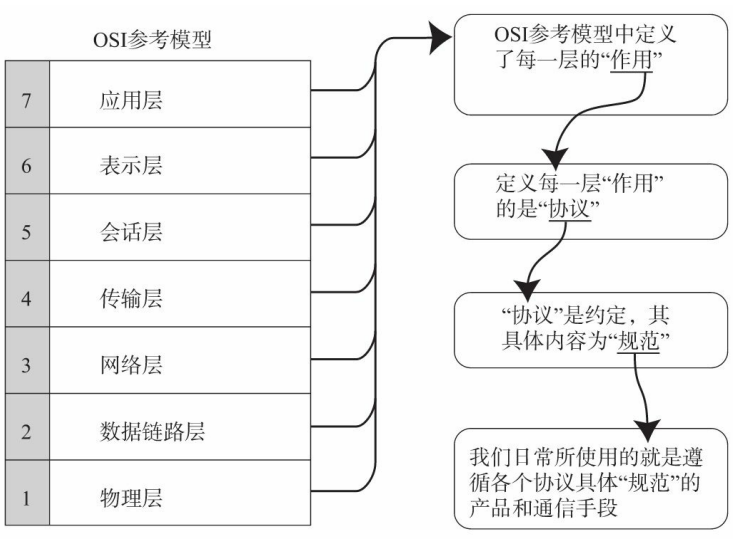 OSI参考模型
7 应用层
6 表示层
5 会话层
4 传输层
3 网络层
2 数据链路层
1 物理层
OSI参考模型中定义
了每一层的“作用”
定义每一层“作用”
的是“协议”
“协议”是约定，其
具体内容为“规范”
我们日常所使用的就是遵
循各个协议具体“规范”的
产品和通信手段